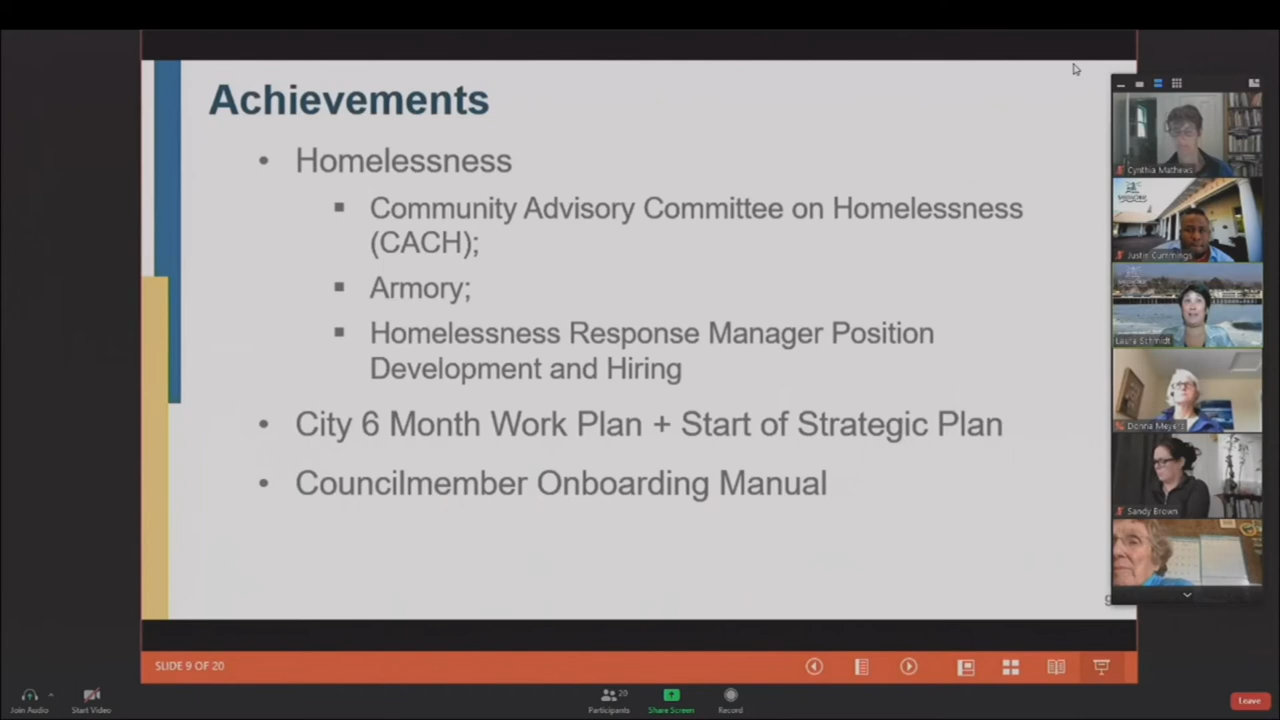 Achievements
• Homelessness
▪ Community Advisory Committee on Homelessness
(CACH);
▪ Armory;
▪ Homelessness Response Manager Position
Development and Hiring
• City 6 Month Work Plan + Start of Strategic Plan
• Councilmember Onboarding Manual
Cynthia Mathews
Justin Cummings
Laura Schmidt
Donna Meyers
Sandy Brown
9
SLIDE 9 OF 20
Join Audio
Start Video
20
Participants
Share Screen
Record
Leave